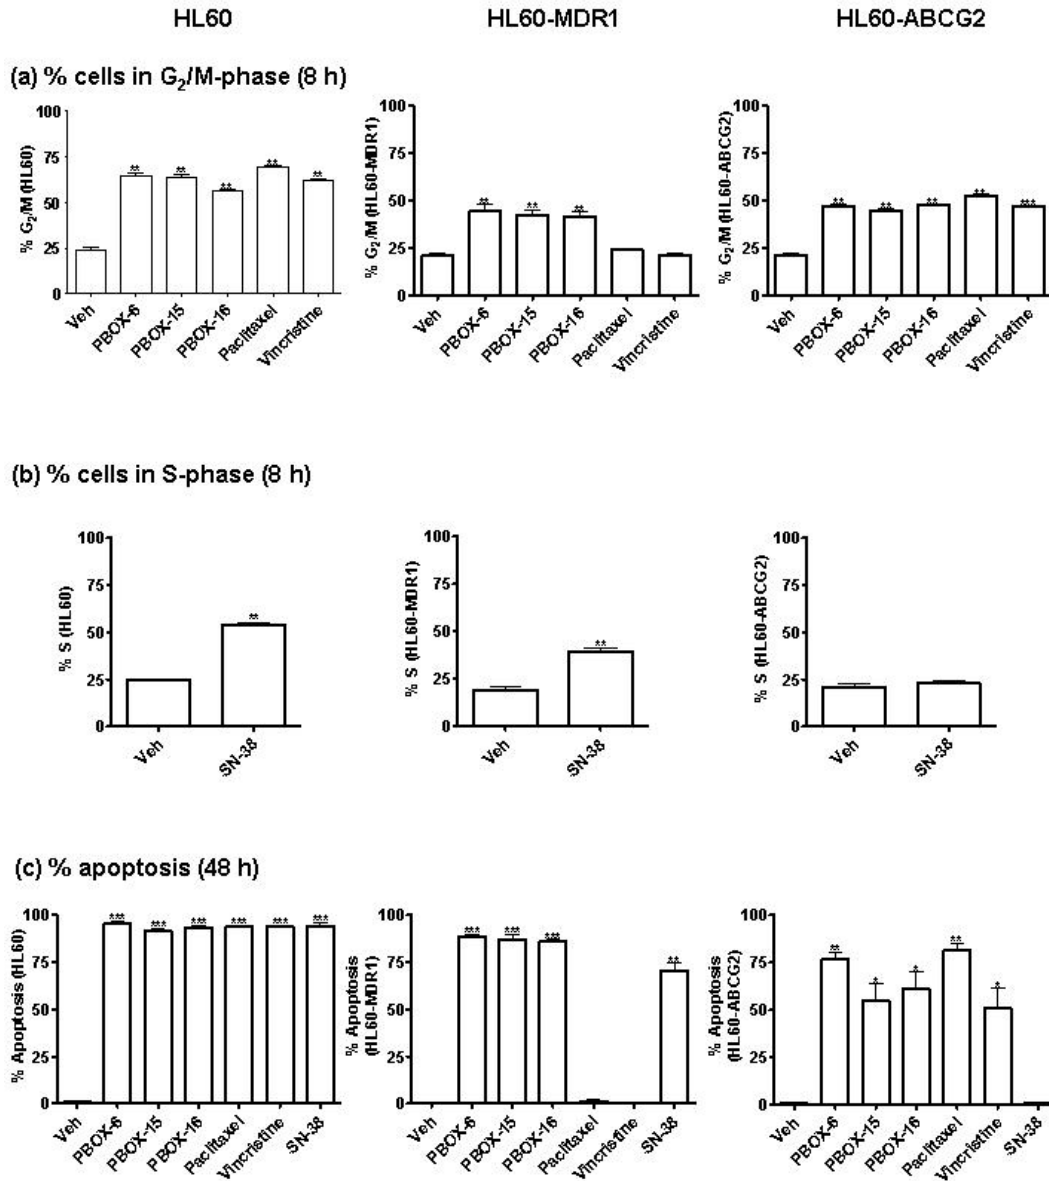 HL60 HL60-MDR1 HL60-ABCG2
(a) % cells in G2/M-phase (8 h)
% G2/M (HL60)
100
75
50
25
0
** ** ** ** **
Veh PBOX-6 PBOX-15 PBOX-16 Paclitaxel Vincristine
% G2/M (HL60-MDR1)
100
75
50
25
0
** ** **
Veh PBOX-6 PBOX-15 PBOX-16 Paclitaxel Vincristine
% G2/M (HL60-ABCG2)
100
75
50
25
0
** ** ** ** ***
Veh PBOX-6 PBOX-15 PBOX-16 Paclitaxel Vincristine
(b) % cells in S-phase (8 h)
% S (HL60)
100
75
50
25
0
**
Veh SN-38
% S (HL60-MDR1)
100
75
50
25
0
**
Veh SN-38
% S (HL60-ABCG2)
100
75
50
25
0
Veh SN-38
(c) % apoptosis (48 h)
% Apoptosis (HL60)
100
75
50
25
0
*** *** *** *** *** ***
Veh PBOX-6 PBOX-15 PBOX-16 Paclitaxel Vincristine SN-38
% Apoptosis
(HL60-MDR1)
100
75
50
25
0
*** *** *** **
Veh PBOX-6 PBOX-15 PBOX-16 Paclitaxel Vincristine SN-38
% Apoptosis
(HL60-ABCG2)
100
75
50
25
0
** * * ** *
Veh PBOX-6 PBOX-15 PBOX-16 Paclitaxel Vincristine SN-38